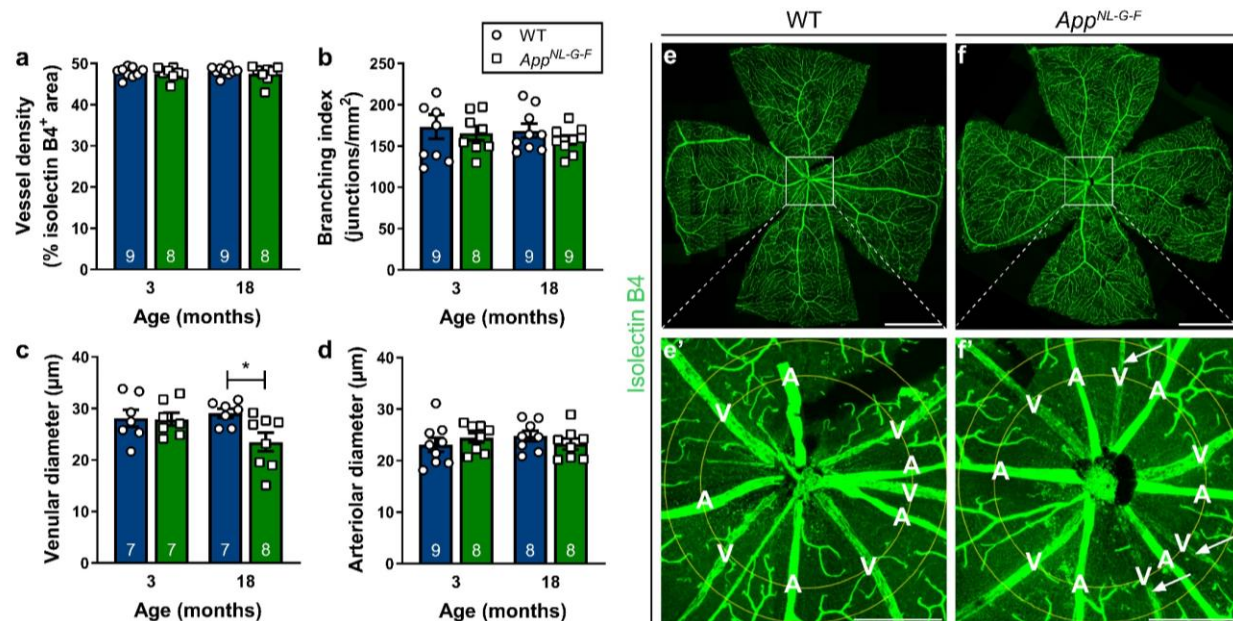 WT
App^NL-G-F
a
Vessel density
(% isolectin B4⁺ area)
50
40
30
20
10
0
9
8
9
8
3
18
Age (months)
b
WT
App^NL-G-F
Branching index
(junctions/mm²)
250
200
150
100
50
0
9
8
9
9
3
18
Age (months)
c
Venular diameter (µm)
40
30
20
10
0
*
7
7
7
8
3
18
Age (months)
d
Arteriolar diameter (µm)
40
30
20
10
0
9
8
8
8
3
18
Age (months)
Isolectin B4
e
f
e'
A
V
V
A
V
A
A
V
V
A
f'
A
V
A
V
A
A
V
V
A
V
A